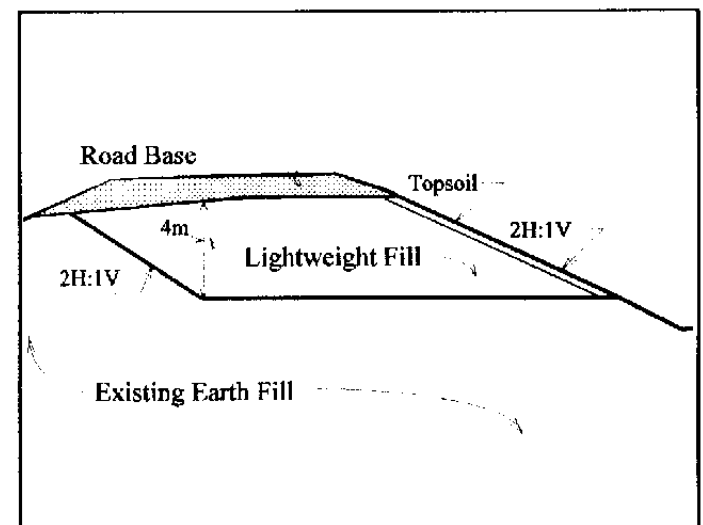 Road Base
Topsoil
4m
2H:1V
Lightweight Fill
2H:1V
Existing Earth Fill